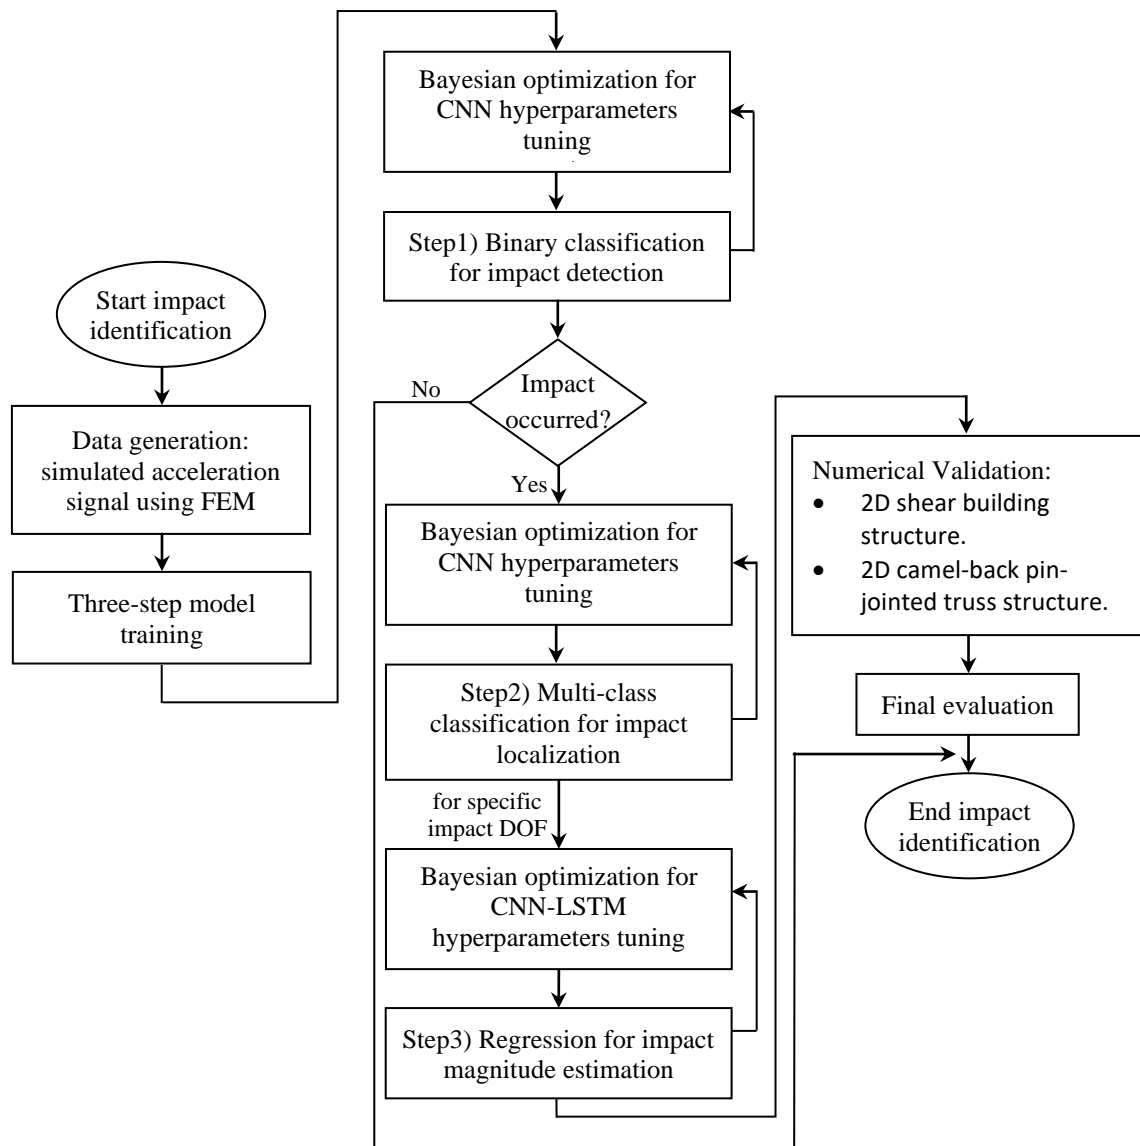 Start impact
identification
Data generation:
simulated acceleration
signal using FEM
Three-step model
training
Bayesian optimization for
CNN hyperparameters
tuning
Step1) Binary classification
for impact detection
Impact
occurred?
No
Yes
Bayesian optimization for
CNN hyperparameters
tuning
Step2) Multi-class
classification for impact
localization
for specific
impact DOF
Bayesian optimization for
CNN-LSTM
hyperparameters tuning
Step3) Regression for impact
magnitude estimation
Numerical Validation:
• 2D shear building
structure.
• 2D camel-back pin-
jointed truss structure.
Final evaluation
End impact
identification